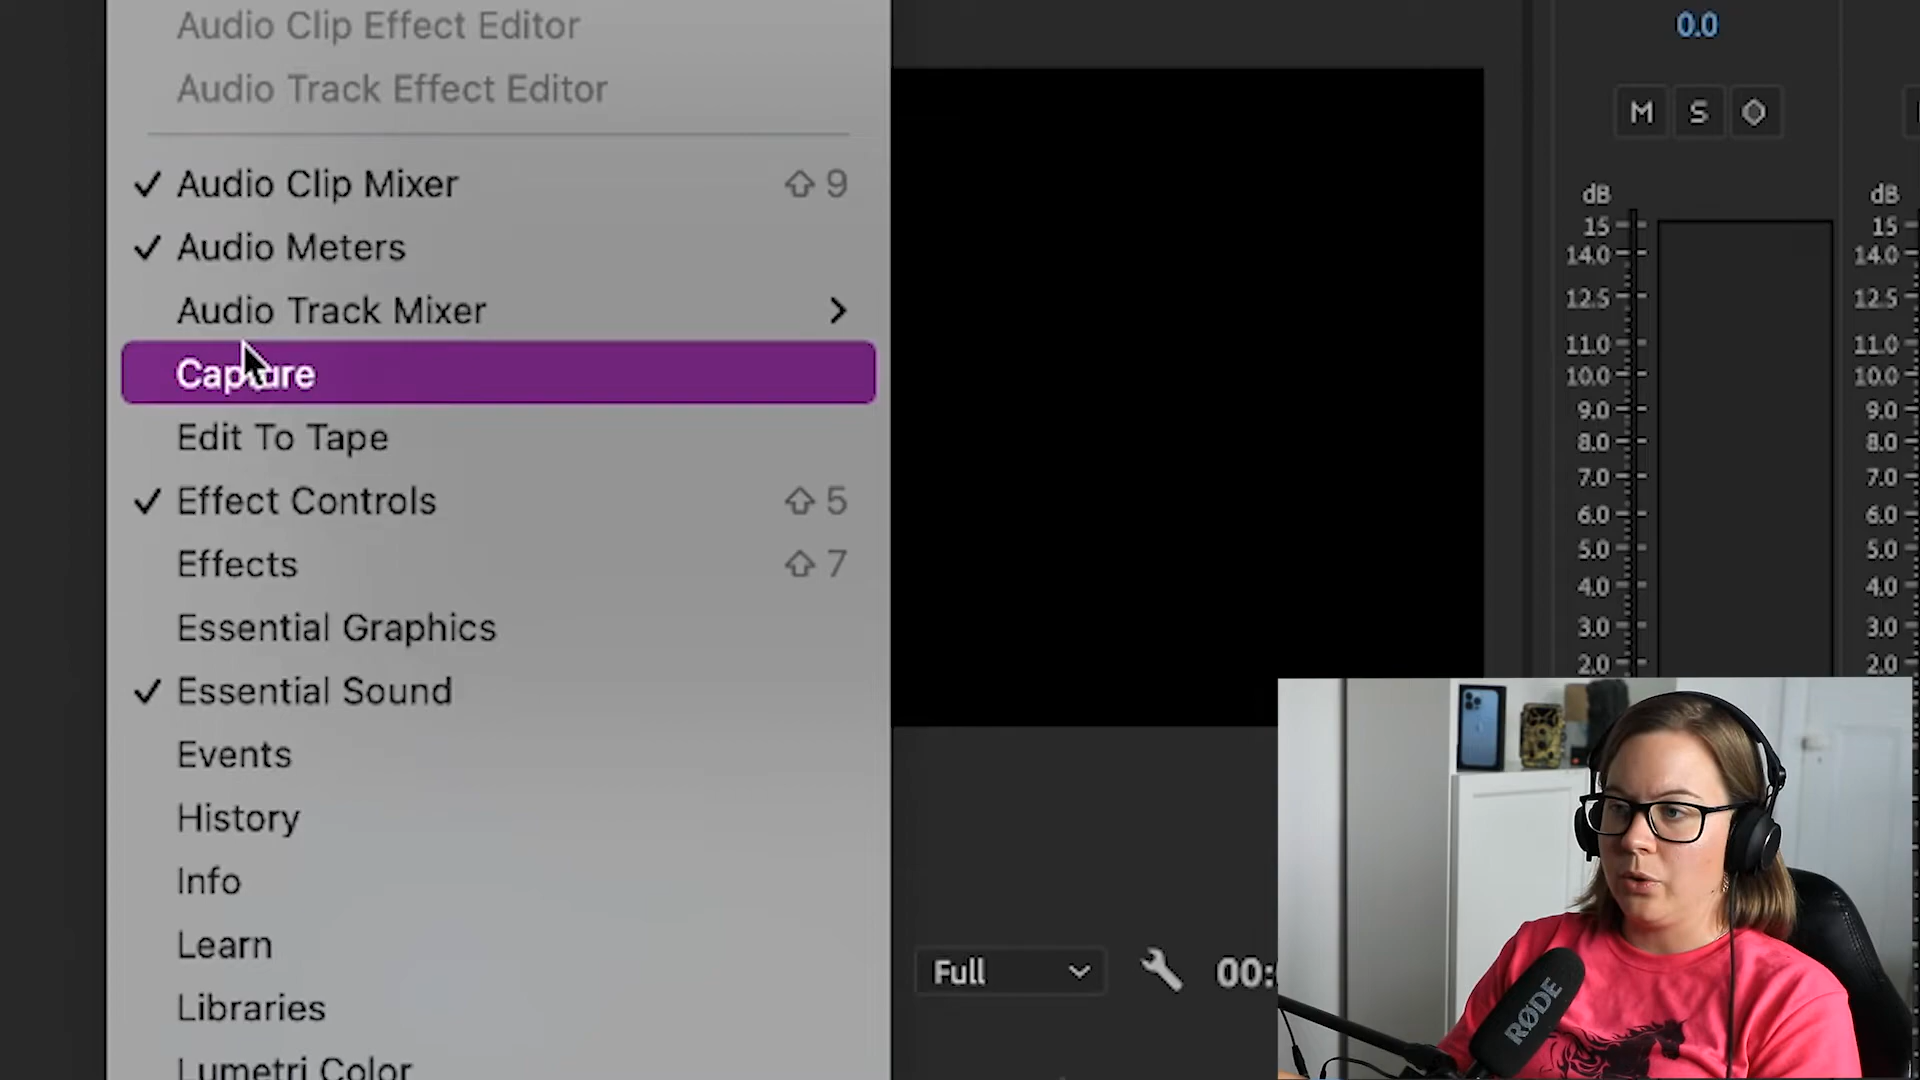 Audio Clip Effect Editor
Audio Track Effect Editor
Audio Clip Mixer 9
Audio Meters
Audio Track Mixer
Capture
Edit To Tape
Effect Controls 5
Effects 7
Essential Graphics
Essential Sound
Events
History
Info
Learn
Libraries
Lumetri Color
Full
00:
0.0
M S
dB dB
15 15
14.0 14.0
12.5 12.5
11.0 11.0
10.0 10.0
9.0 9.0
8.0 8.0
7.0 7.0
6.0 6.0
5.0 5.0
4.0 4.0
3.0 3.0
2.0 2.0
RØDE